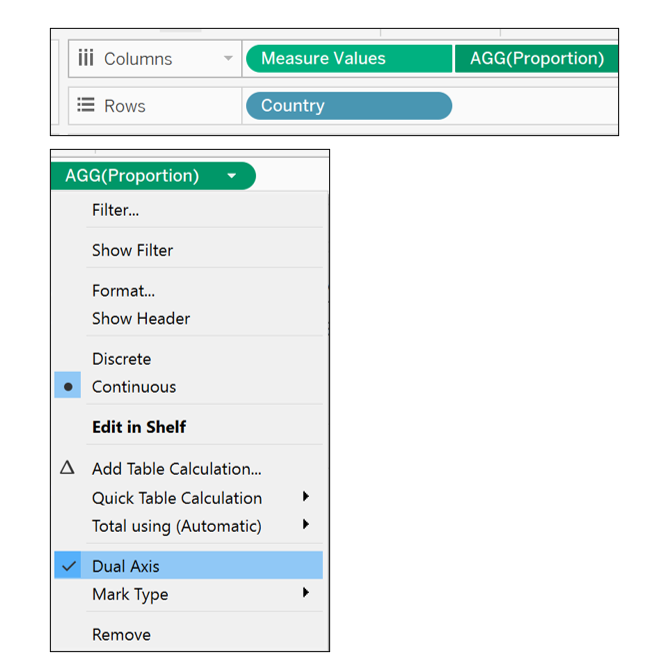 Columns Measure Values AGG(Proportion)
Rows Country
AGG(Proportion)
Filter...
Show Filter
Format...
Show Header
Discrete
Continuous
Edit in Shelf
Add Table Calculation...
Quick Table Calculation
Total using (Automatic)
Dual Axis
Mark Type
Remove